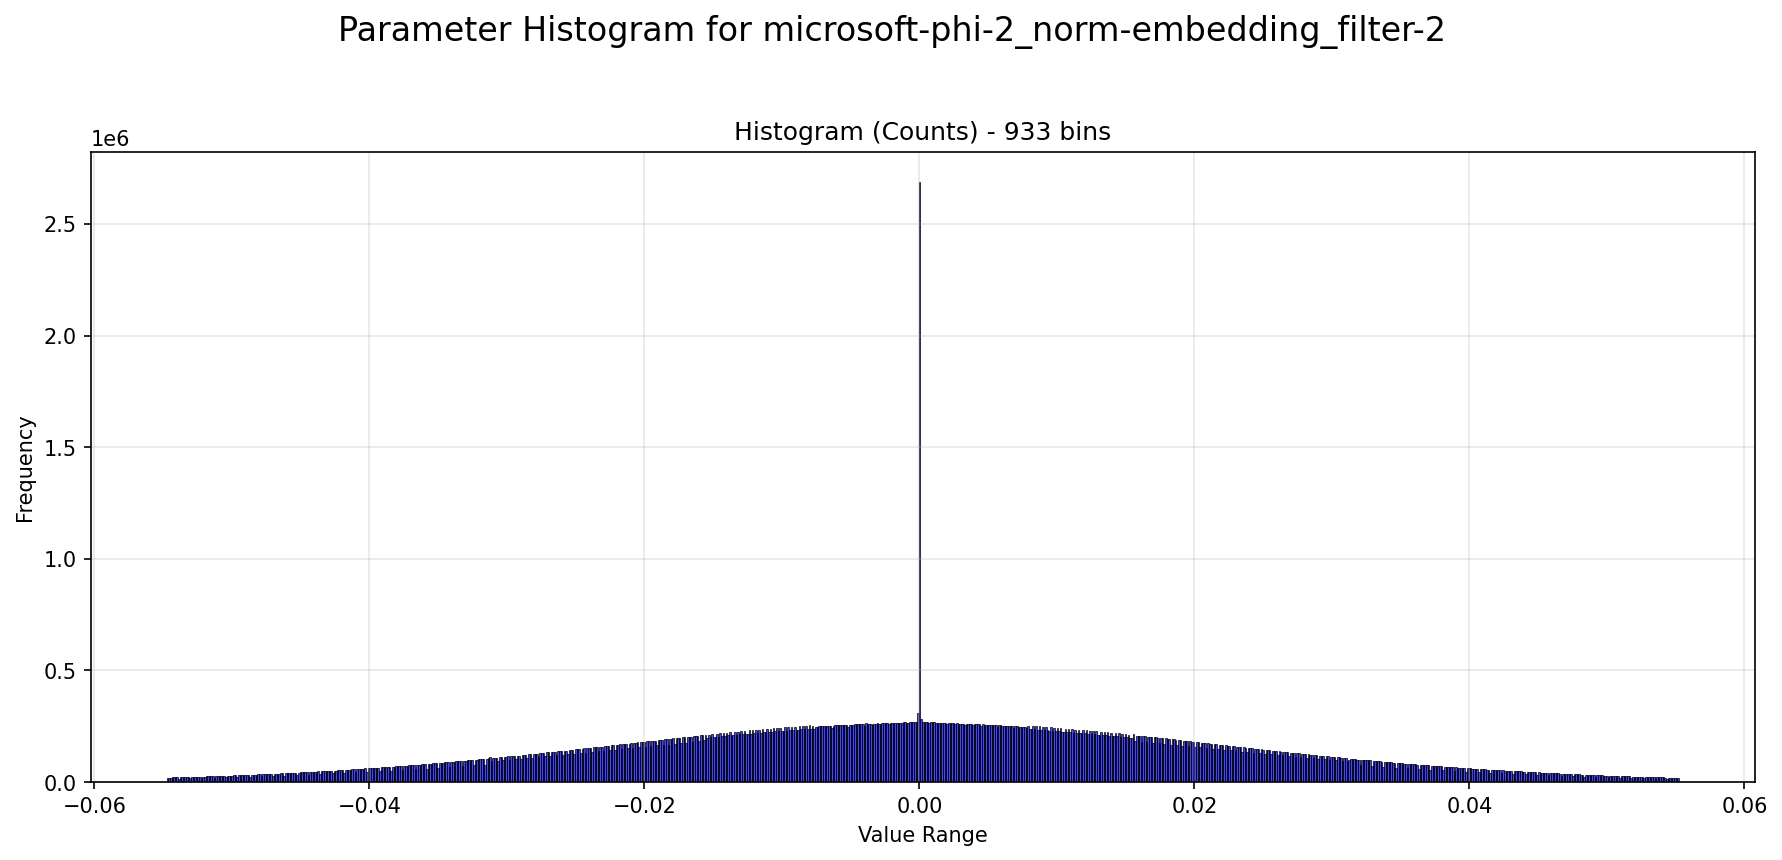 Parameter Histogram for microsoft-phi-2_norm-embedding_filter-2
Histogram (Counts) - 933 bins
1e6
2.5
2.0
1.5
1.0
0.5
0.0
Frequency
−0.06 −0.04 −0.02 0.00 0.02 0.04 0.06
Value Range